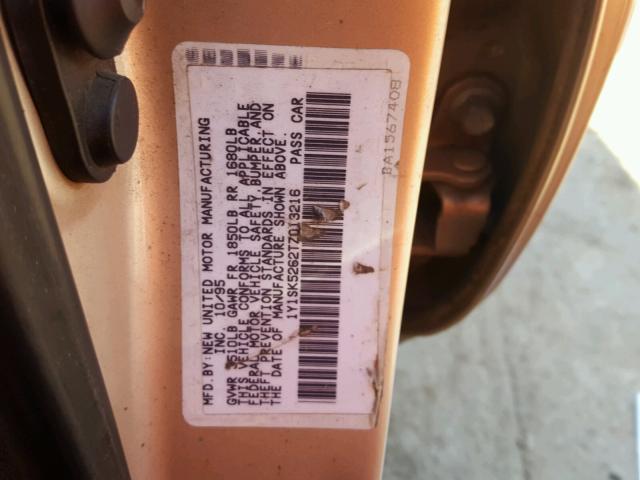 MFD.BY:NEW UNITED MOTOR MANUFACTURING
INC. 10/95
GVWR 3510LB GAWR FR 1850LB RR 1680LB
THIS VEHICLE CONFORMS TO ALL APPLICABLE
FEDERAL MOTOR VEHICLE SAFETY, BUMPER, AND
THEFT PREVENTION STANDARDS IN EFFECT ON
THE DATE OF MANUFACTURE SHOWN ABOVE.
1Y1SK5262TZ013216 PASS CAR
BA1567408